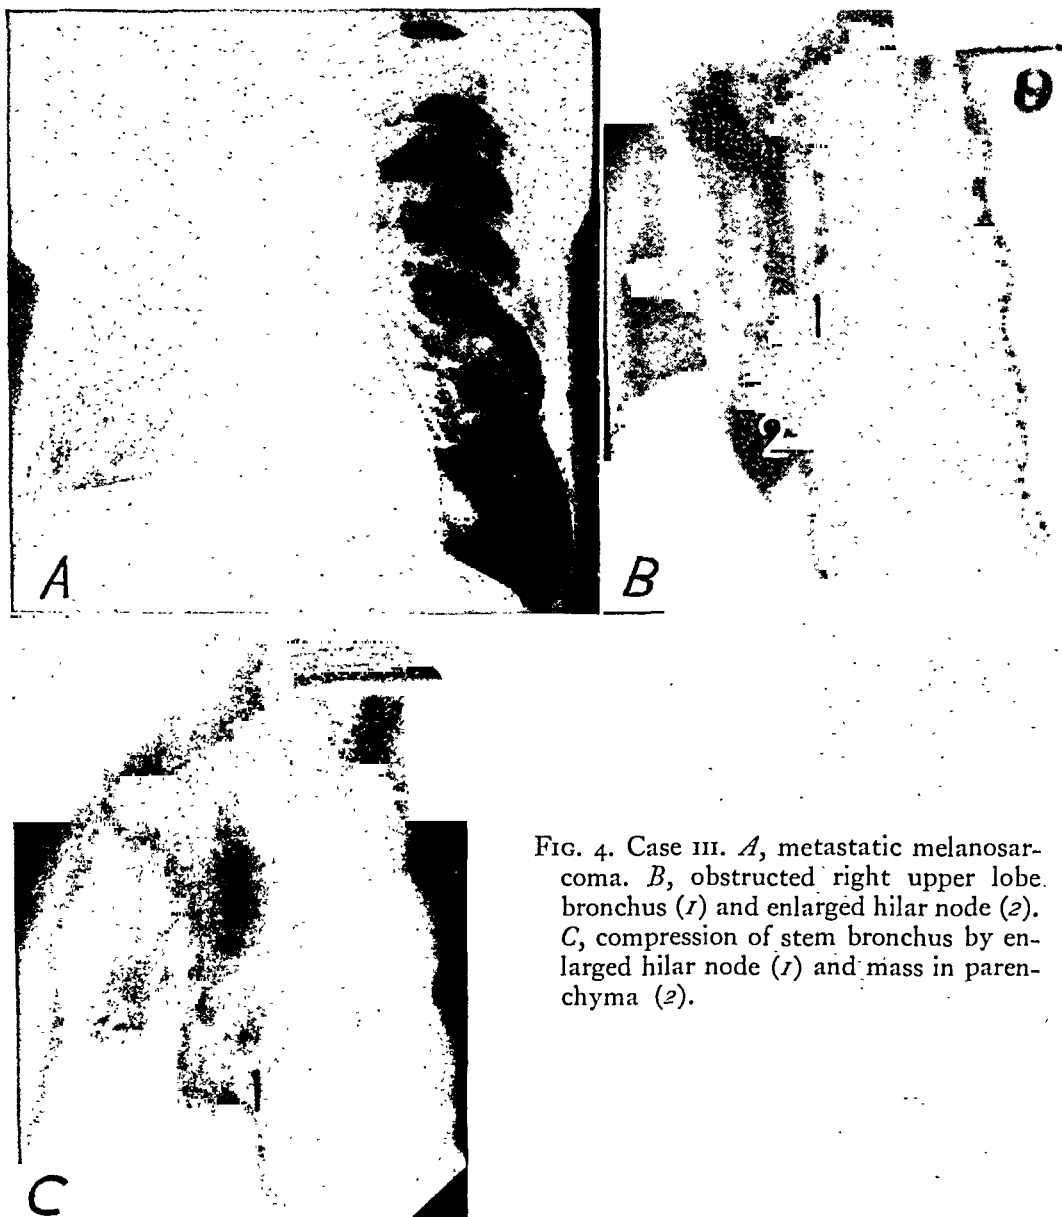 A
B
1
2
9
C
1
FIG. 4. Case III. A, metastatic melanosar-
coma. B, obstructed right upper lobe
bronchus (1) and enlarged hilar node (2).
C, compression of stem bronchus by en-
larged hilar node (1) and mass in paren-
chyma (2).